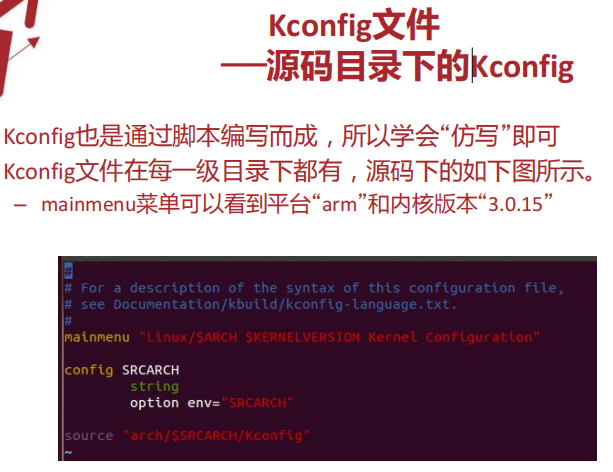 Kconfig文件
——源码目录下的Kconfig
Kconfig也是通过脚本编写而成，所以学会“仿写”即可
Kconfig文件在每一级目录下都有，源码下的如下图所示。
– mainmenu菜单可以看到平台“arm”和内核版本“3.0.15”
#
# For a description of the syntax of this configuration file,
# see Documentation/kbuild/kconfig-language.txt.
#
mainmenu "Linux/$ARCH $KERNELVERSION Kernel Configuration"
config SRCARCH
string
option env="SRCARCH"
source "arch/$SRCARCH/Kconfig"
~